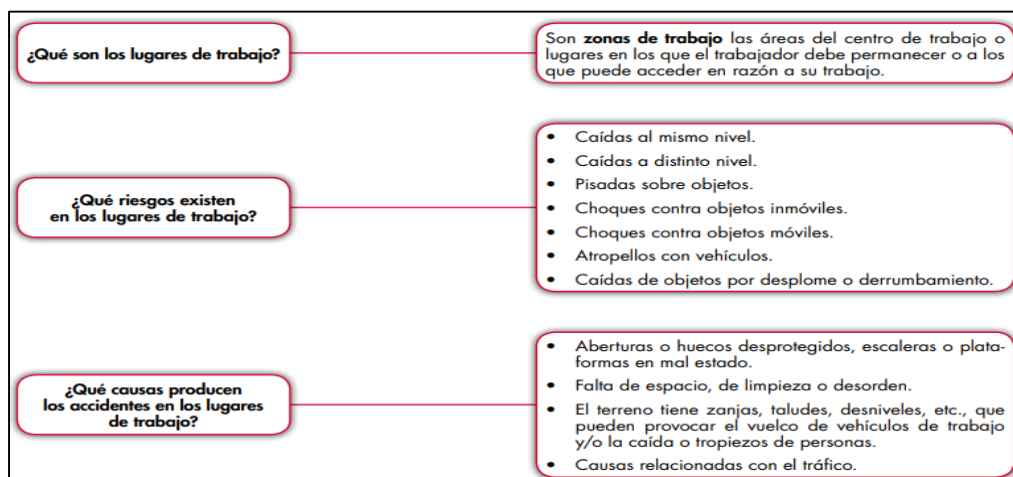 ¿Qué son los lugares de trabajo?
Son zonas de trabajo las áreas del centro de trabajo o
lugares en los que el trabajador debe permanecer o a los
que puede acceder en razón a su trabajo.
¿Qué riesgos existen
en los lugares de trabajo?
• Caídas al mismo nivel.
• Caídas a distinto nivel.
• Pisadas sobre objetos.
• Choques contra objetos inmóviles.
• Choques contra objetos móviles.
• Atropellos con vehículos.
• Caídas de objetos por desplome o derrumbamiento.
¿Qué causas producen
los accidentes en los lugares
de trabajo?
• Aberturas o huecos desprotegidos, escaleras o plata-
formas en mal estado.
• Falta de espacio, de limpieza o desorden.
• El terreno tiene zanjas, taludes, desniveles, etc., que
pueden provocar el vuelco de vehículos de trabajo
y/o la caída o tropiezos de personas.
• Causas relacionadas con el tráfico.